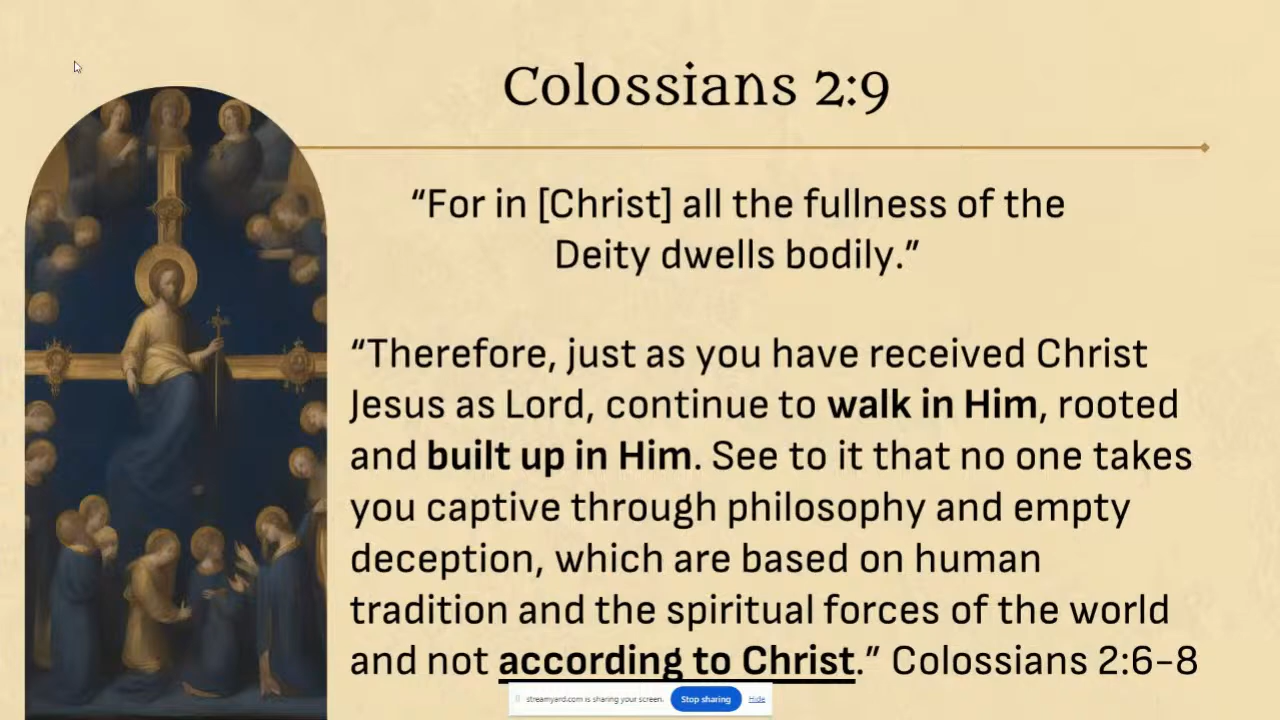 Colossians 2:9
“For in [Christ] all the fullness of the
Deity dwells bodily.”
“Therefore, just as you have received Christ
Jesus as Lord, continue to walk in Him, rooted
and built up in Him. See to it that no one takes
you captive through philosophy and empty
deception, which are based on human
tradition and the spiritual forces of the world
and not according to Christ.” Colossians 2:6-8
streamyard.com is sharing your screen. Stop sharing Hide